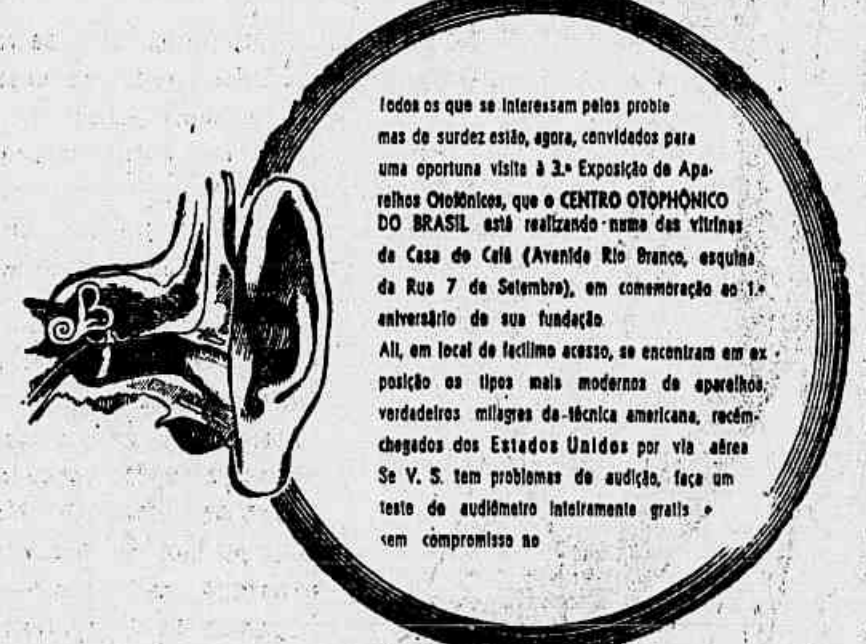 Todos os que se interessam pelos proble
mas de surdez estão, agora, convidados para
uma oportuna visita à 3.ª Exposição de Apa-
relhos Otofônicos, que o CENTRO OTOPHÔNICO
DO BRASIL está realizando numa das vitrinas
da Casa do Café (Avenida Rio Branco, esquina
da Rua 7 de Setembro), em comemoração ao 1.º
aniversário de sua fundação
Ali, em local de facílimo acesso, se encontram em ex -
posição os tipos mais modernos de aparelhos,
verdadeiros milagres da técnica americana, recém-
chegados dos Estados Unidos por via aérea
Se V. S. tem problemas de audição, faça um
teste de audiômetro inteiramente gratis e
sem compromisso no